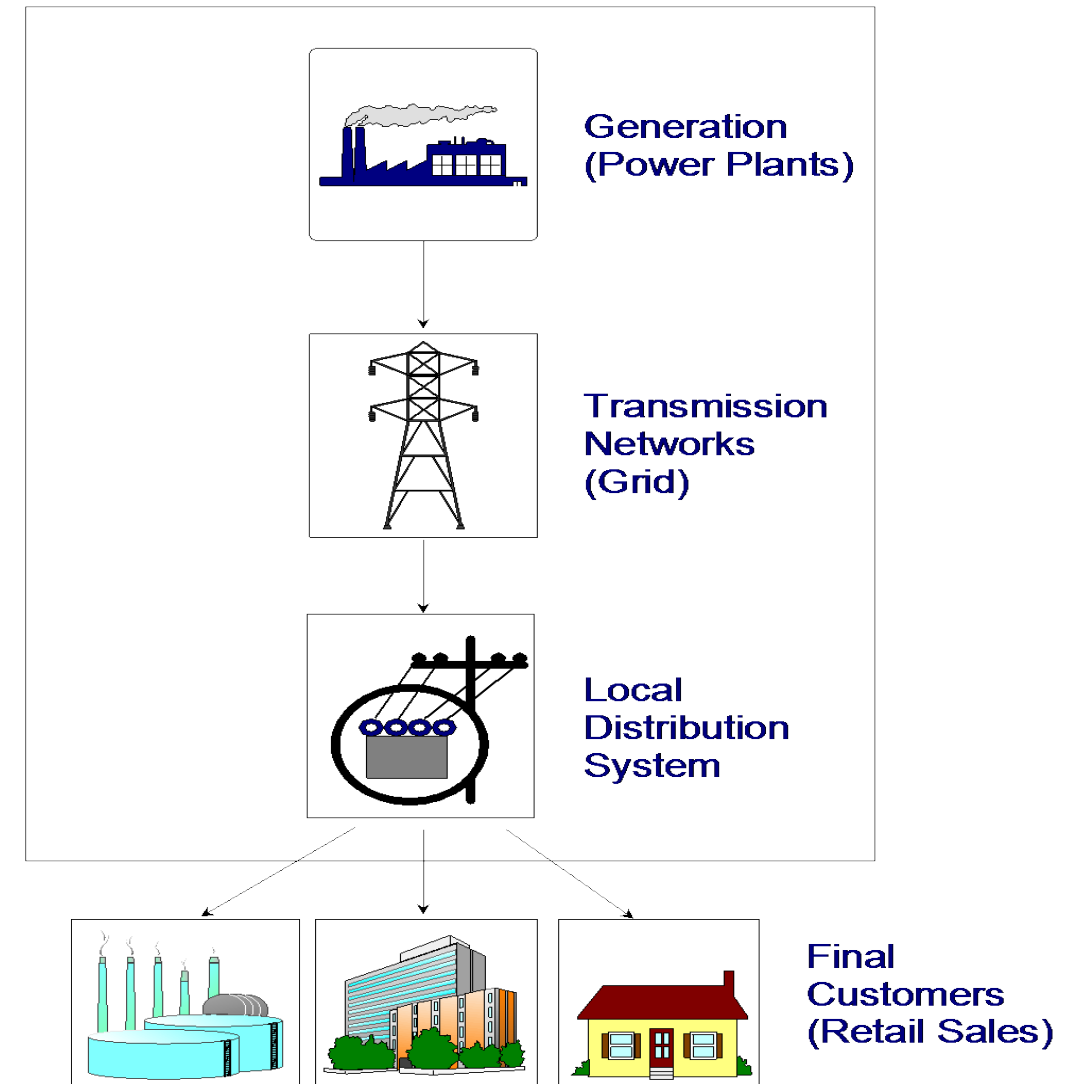 Generation
(Power Plants)
Transmission
Networks
(Grid)
Local
Distribution
System
Final
Customers
(Retail Sales)